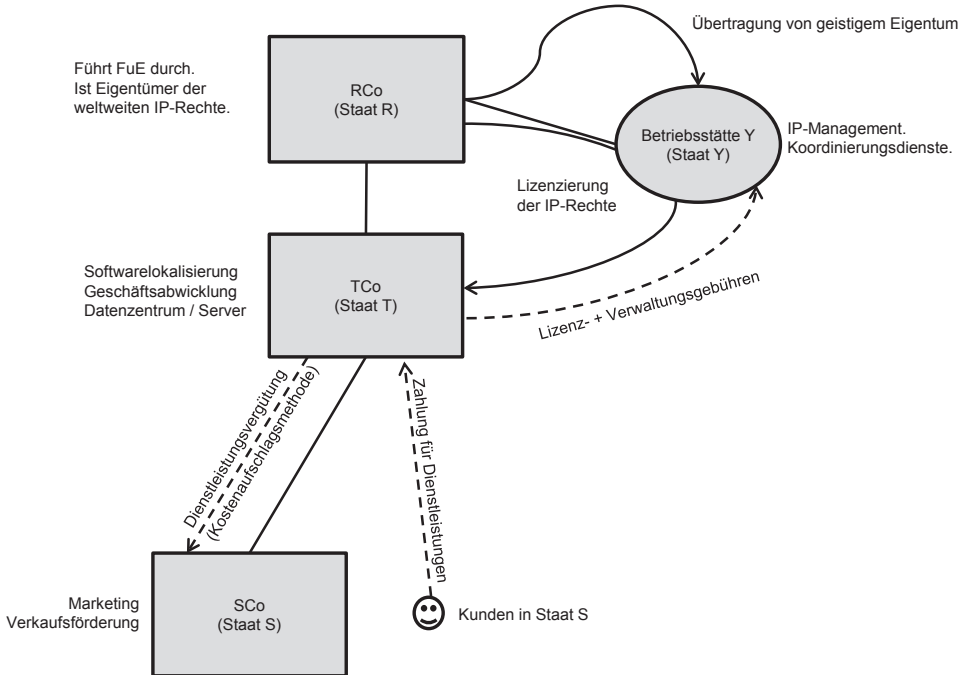 Übertragung von geistigem Eigentum
Führt FuE durch.
Ist Eigentümer der
weltweiten IP-Rechte.
RCo
(Staat R)
Betriebsstätte Y
(Staat Y)
IP-Management.
Koordinierungsdienste.
Lizenzierung
der IP-Rechte
Softwarelokalisierung
Geschäftsabwicklung
Datenzentrum / Server
TCo
(Staat T)
Lizenz- + Verwaltungsgebühren
Dienstleistungsvergütung
(Kostenaufschlagsmethode)
Zahlung für Dienstleistungen
Marketing
Verkaufsförderung
SCo
(Staat S)
Kunden in Staat S